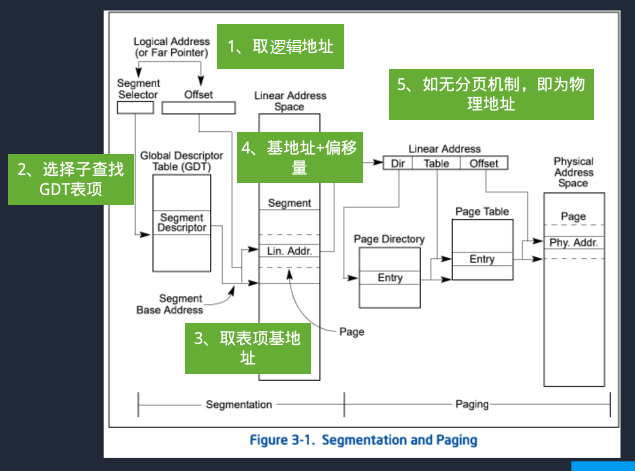 Logical Address
(or Far Pointer)
1、取逻辑地址
Segment
Selector
Offset
Linear Address
Space
5、如无分页机制，即为物
理地址
2、选择子查找
GDT表项
Global Descriptor
Table (GDT)
4、基地址+偏移
量
Linear Address
Dir
Table
Offset
Physical
Address
Space
Segment
Segment
Descriptor
Lin. Addr.
Page Directory
Entry
Page Table
Entry
Page
Phy. Addr.
Segment
Base Address
3、取表项基地
址
Page
Segmentation
Paging
Figure 3-1. Segmentation and Paging